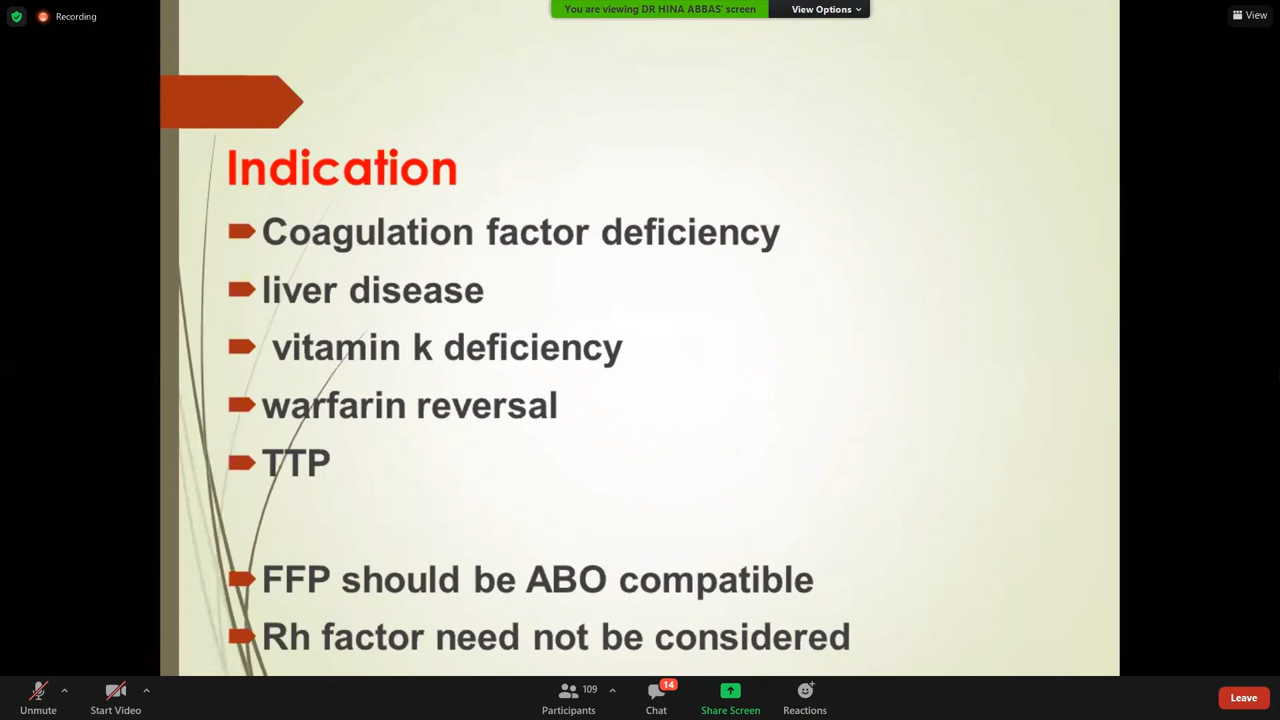 Recording
You are viewing DR HINA ABBAS' screen
View Options
View
Indication
Coagulation factor deficiency
liver disease
vitamin k deficiency
warfarin reversal
TTP
FFP should be ABO compatible
Rh factor need not be considered
Unmute
Start Video
109
Participants
14
Chat
Share Screen
Reactions
Leave